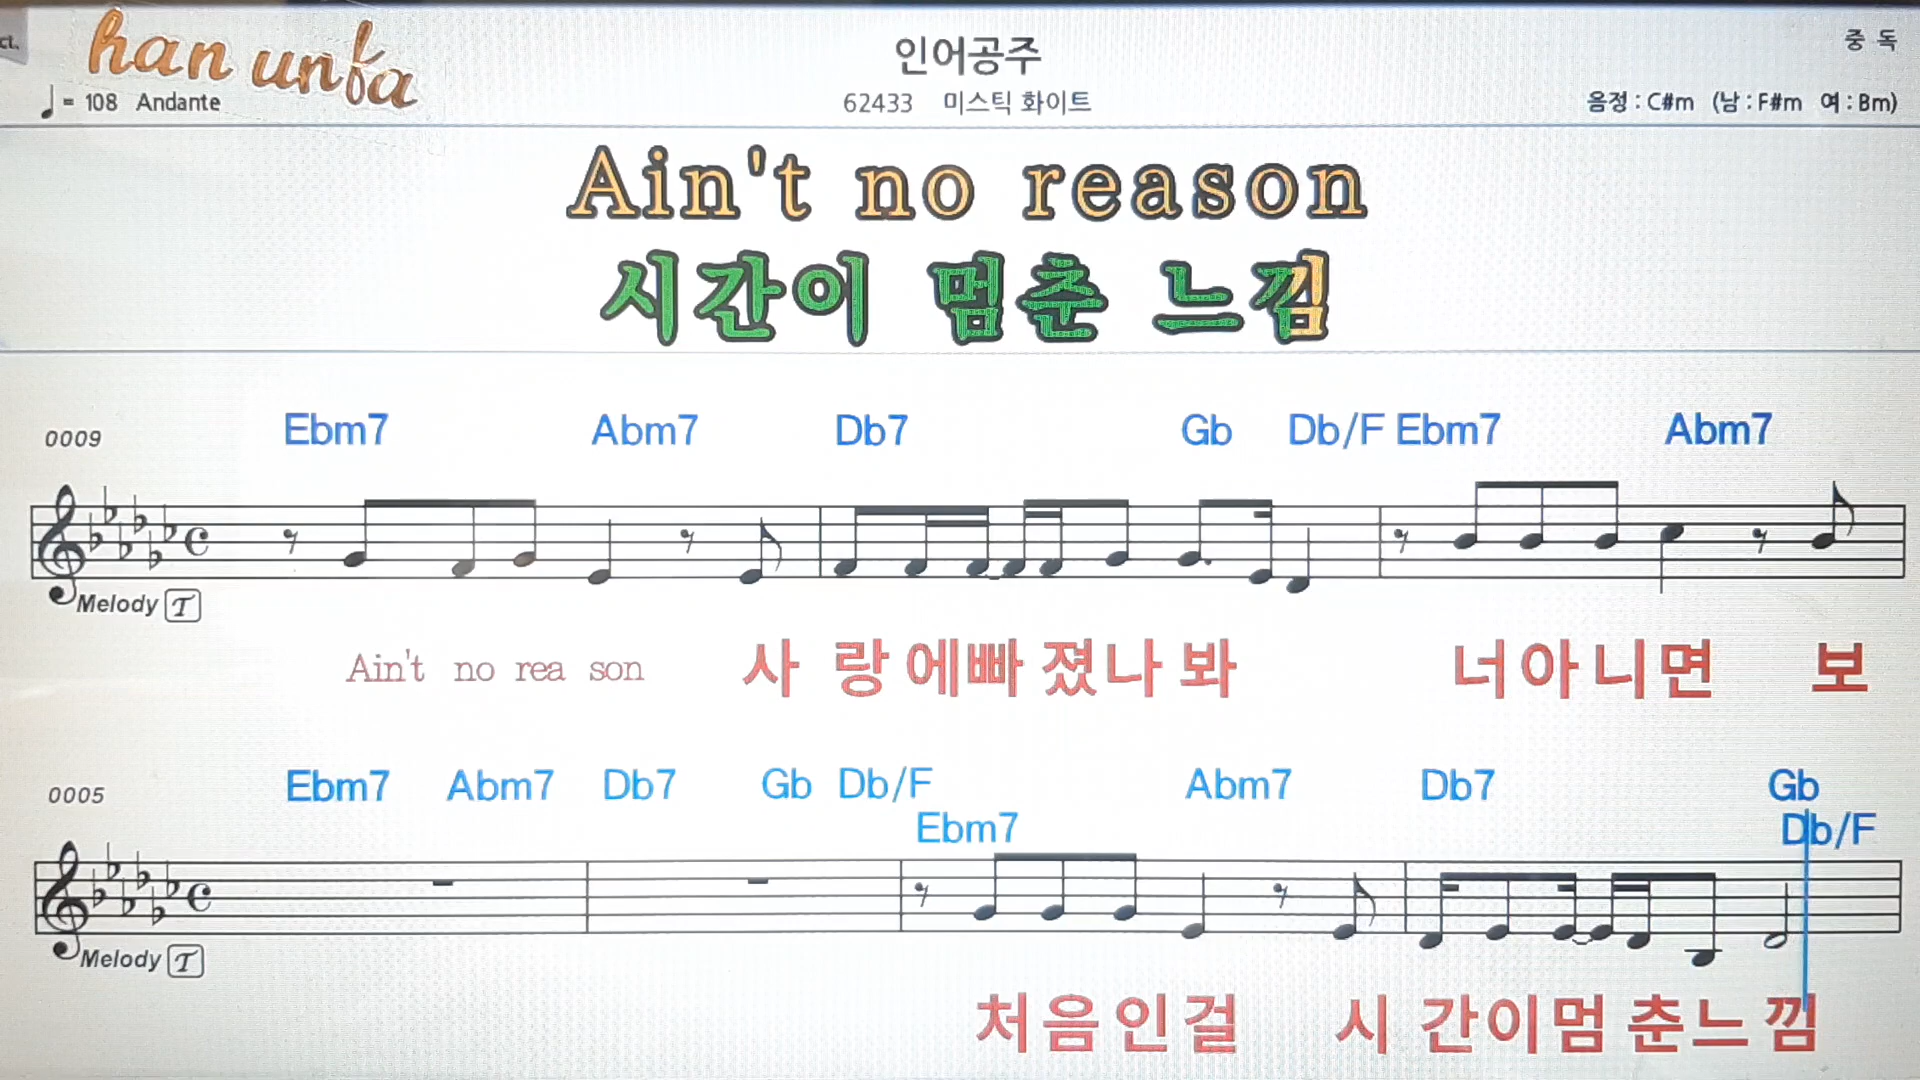 ct.
han unfa
인어공주
중 독
♩= 108 Andante
62433 미스틱 화이트
음정 : C#m (남 : F#m 여 : Bm)
Ain't no reason
시간이 멈춘 느낌
0009 Ebm7 Abm7 Db7 Gb Db/F Ebm7 Abm7
Melody T
Ain't no rea son 사 랑 에 빠 졌 나 봐 너 아 니 면 보
0005 Ebm7 Abm7 Db7 Gb Db/F Abm7 Db7 Gb
Ebm7 Db/F
Melody T
처 음 인 걸 시 간 이 멈 춘 느 낌